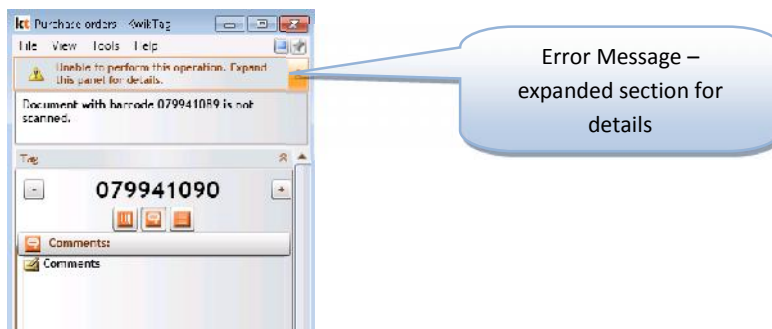 kt Purchase orders - KwikTag
File View Tools Help
Unable to perform this operation. Expand
this panel for details.
Document with barcode 079941089 is not
scanned.
Tag
- 079941090 +
Comments:
Comments
Error Message –
expanded section for
details